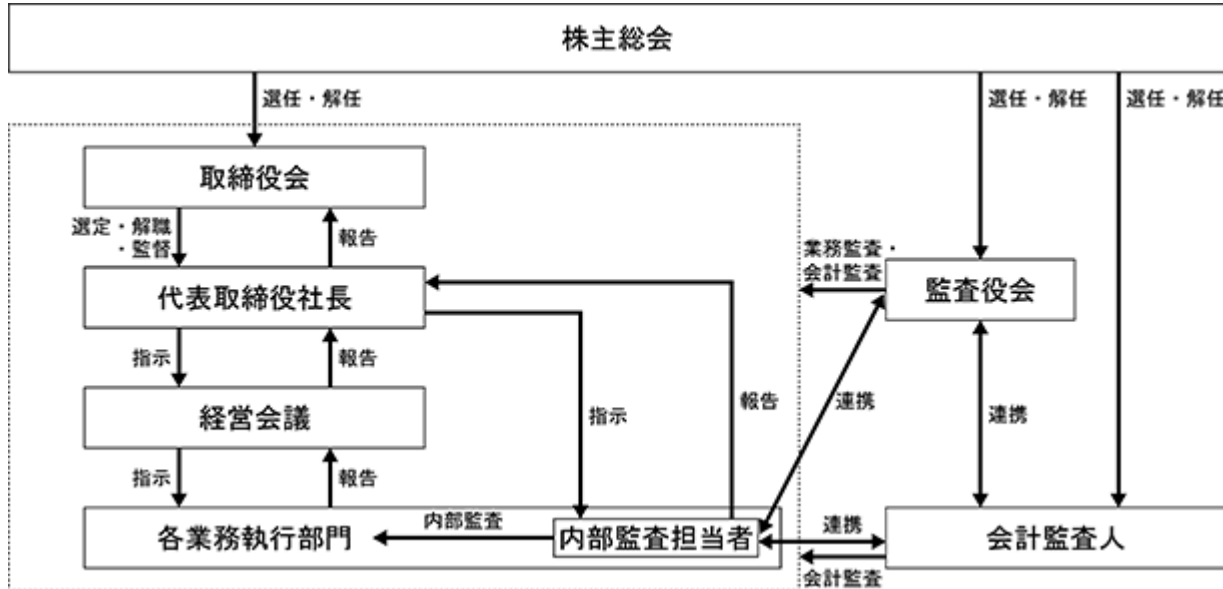 株主総会
選任・解任
選任・解任
選任・解任
取締役会
選定・解職
・監督
報告
業務監査・
会計監査
代表取締役社長
監査役会
指示
報告
経営会議
指示
報告
連携
連携
指示
報告
各業務執行部門
内部監査
内部監査担当者
連携
会計監査人
会計監査